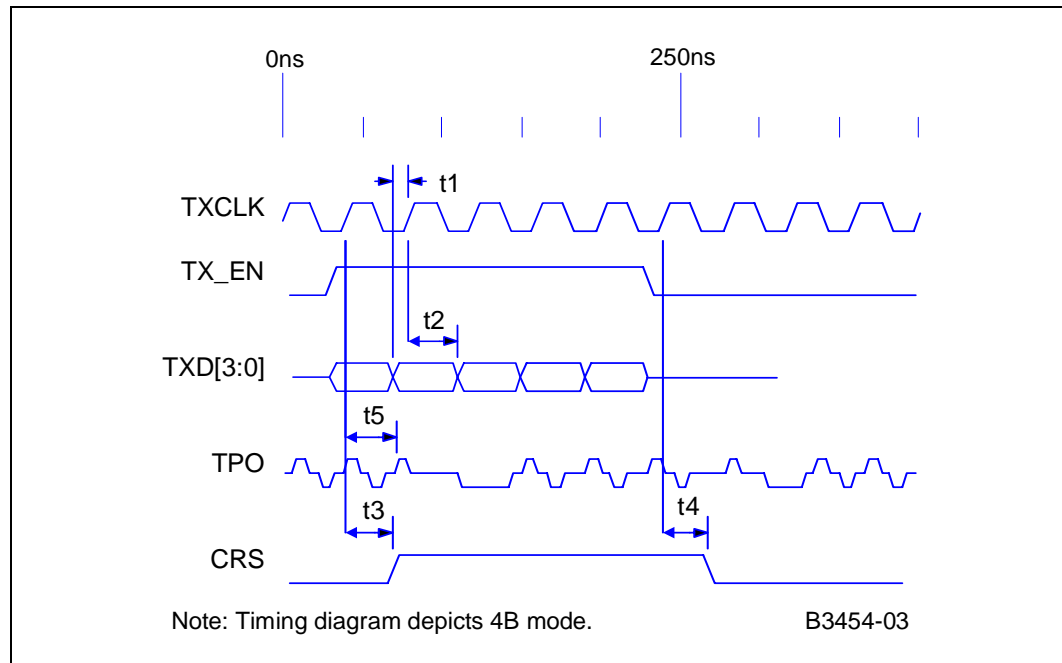 0ns 250ns
t1
TXCLK
TX_EN
t2
TXD[3:0]
t5
TPO
t3 t4
CRS
Note: Timing diagram depicts 4B mode. B3454-03